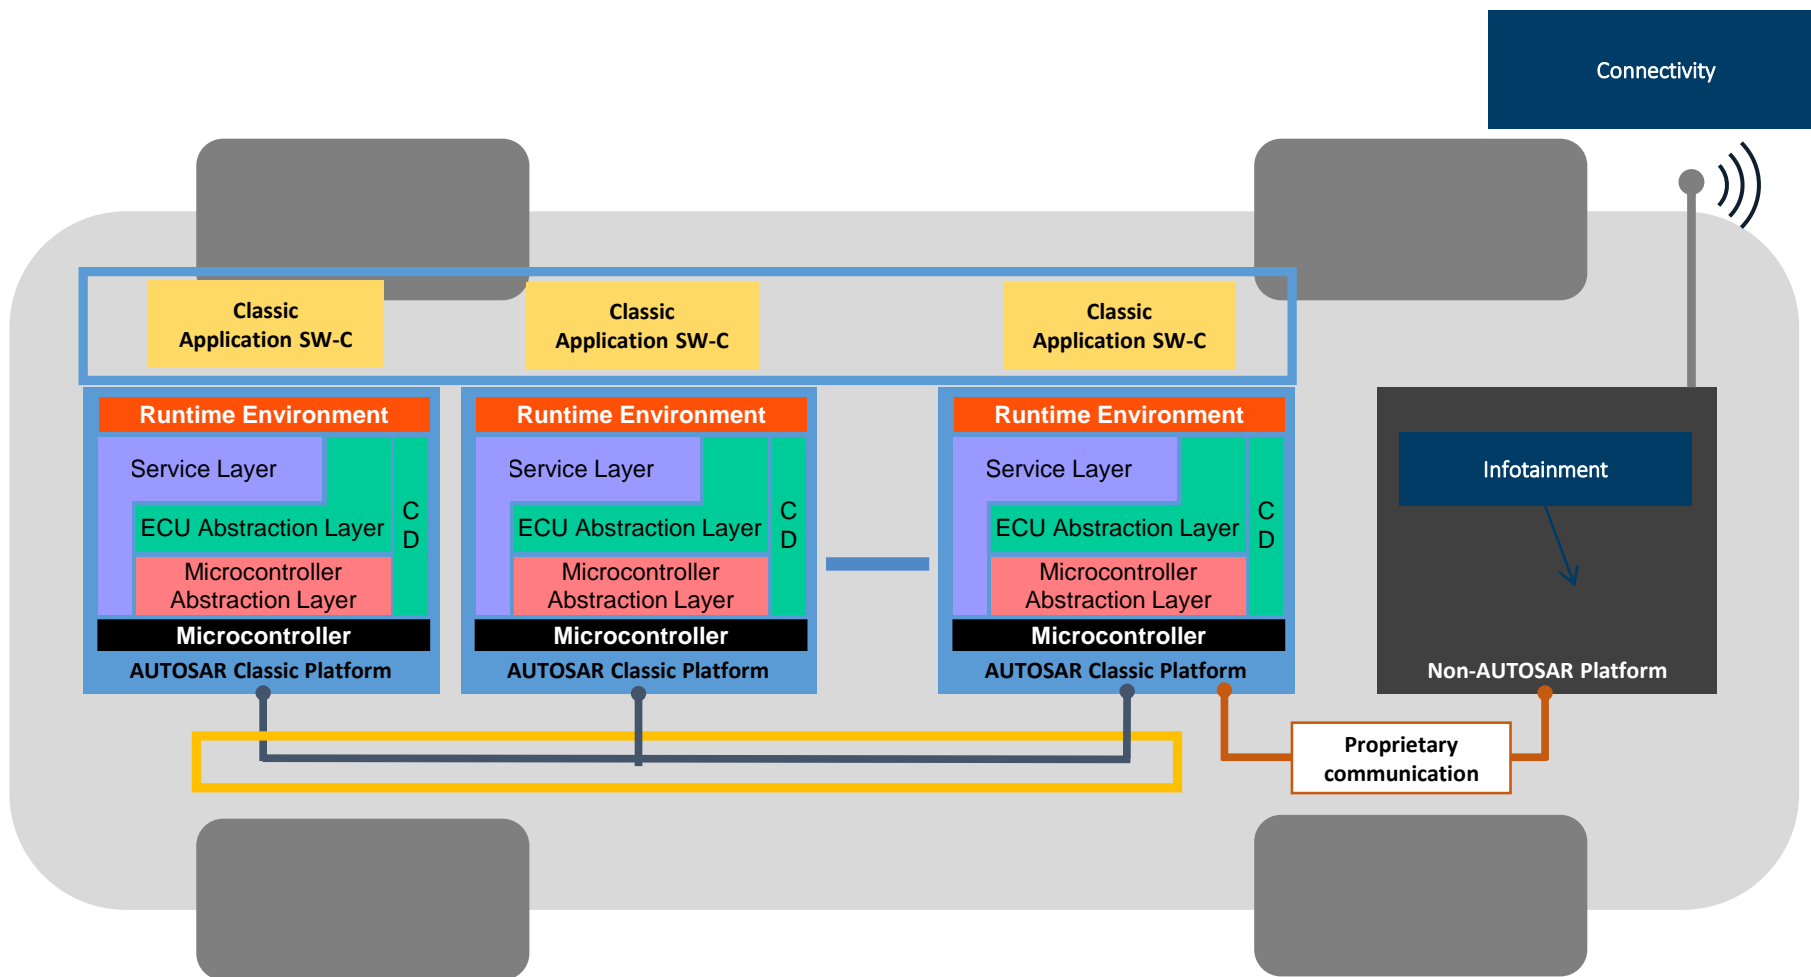 Connectivity
Classic
Application SW-C
Classic
Application SW-C
Classic
Application SW-C
Runtime Environment
Service Layer
ECU Abstraction Layer
C
D
Microcontroller
Abstraction Layer
Microcontroller
AUTOSAR Classic Platform
Runtime Environment
Service Layer
ECU Abstraction Layer
C
D
Microcontroller
Abstraction Layer
Microcontroller
AUTOSAR Classic Platform
Runtime Environment
Service Layer
ECU Abstraction Layer
C
D
Microcontroller
Abstraction Layer
Microcontroller
AUTOSAR Classic Platform
Infotainment
Non-AUTOSAR Platform
Proprietary
communication